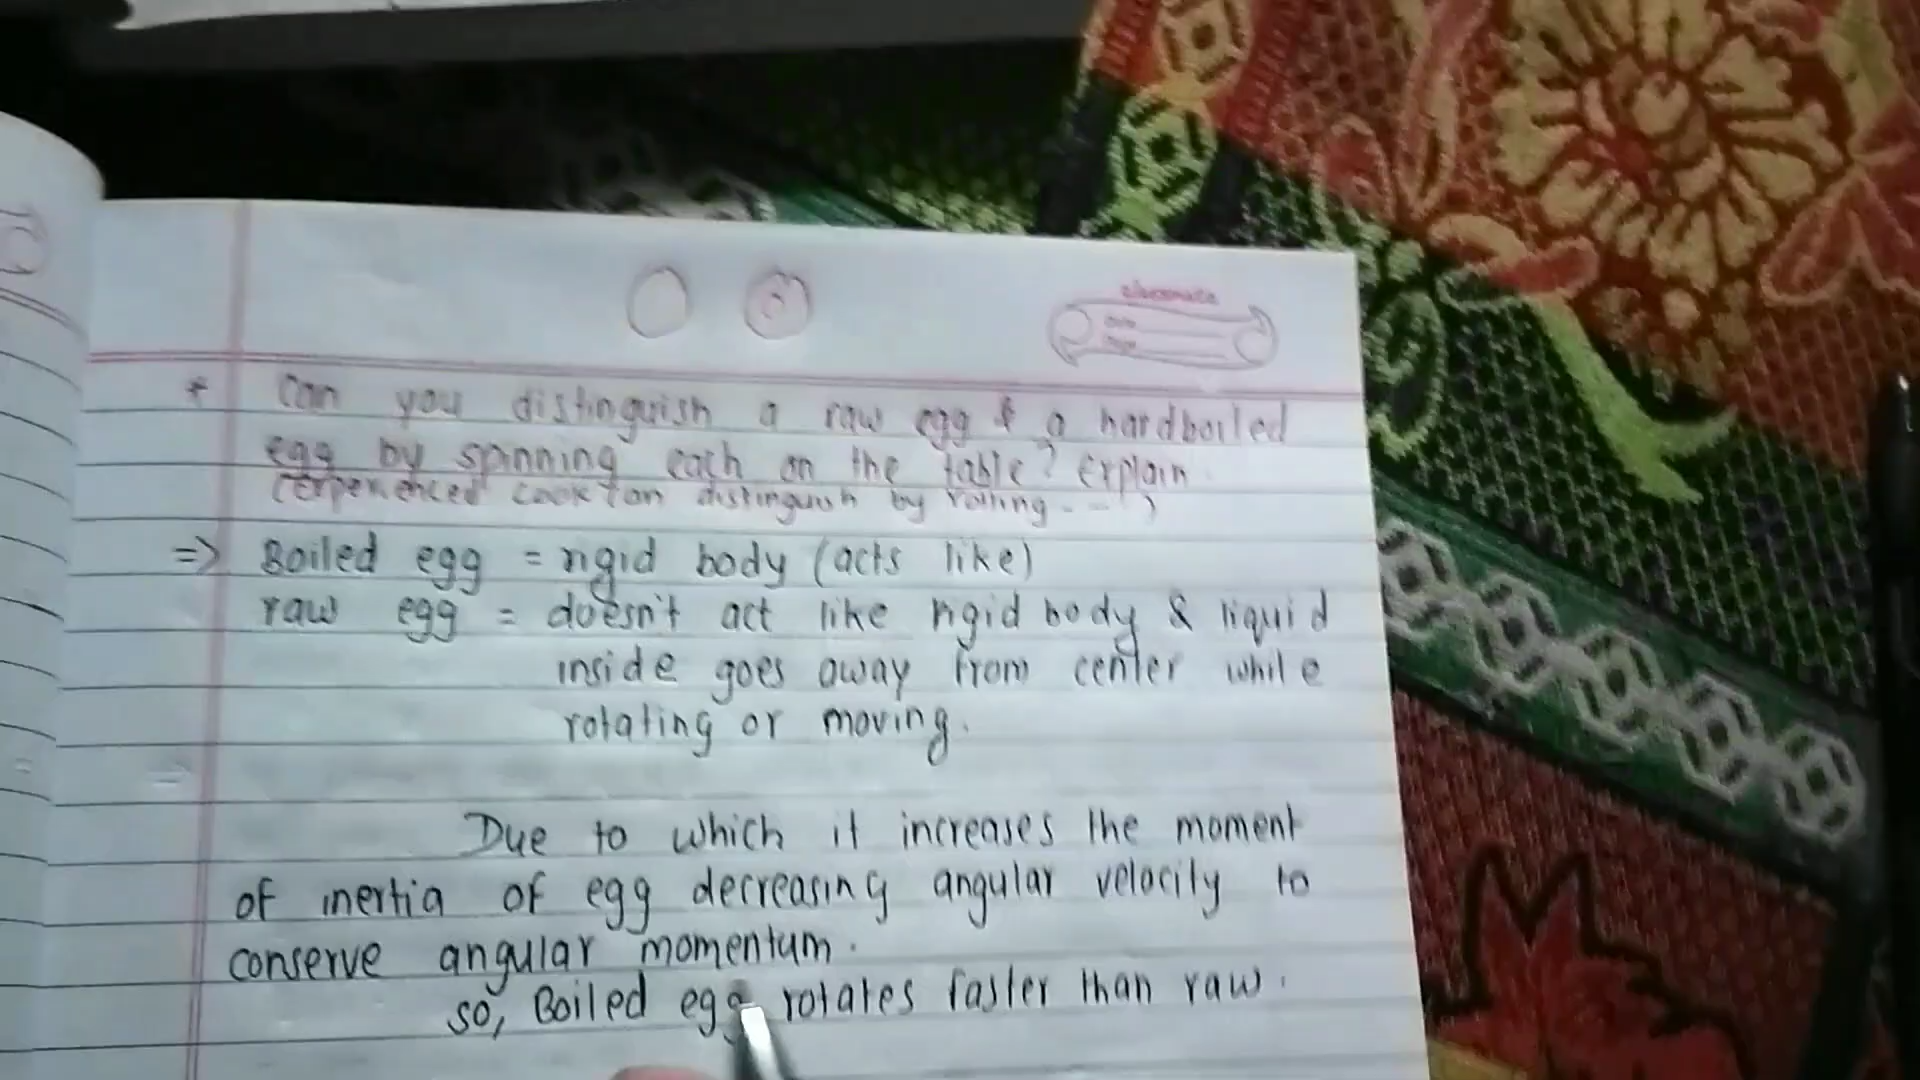 classmate
Date
Page
* Can you distinguish a raw egg & a hardboiled
egg by spinning each on the table? Explain.
(experienced cook can distinguish by rolling - - - )
=> Boiled egg = rigid body (acts like)
raw egg = doesn't act like rigid body & liquid
inside goes away from center while
rotating or moving.
Due to which it increases the moment
of inertia of egg decreasing angular velocity to
conserve angular momentum.
so, Boiled egg rotates faster than raw.